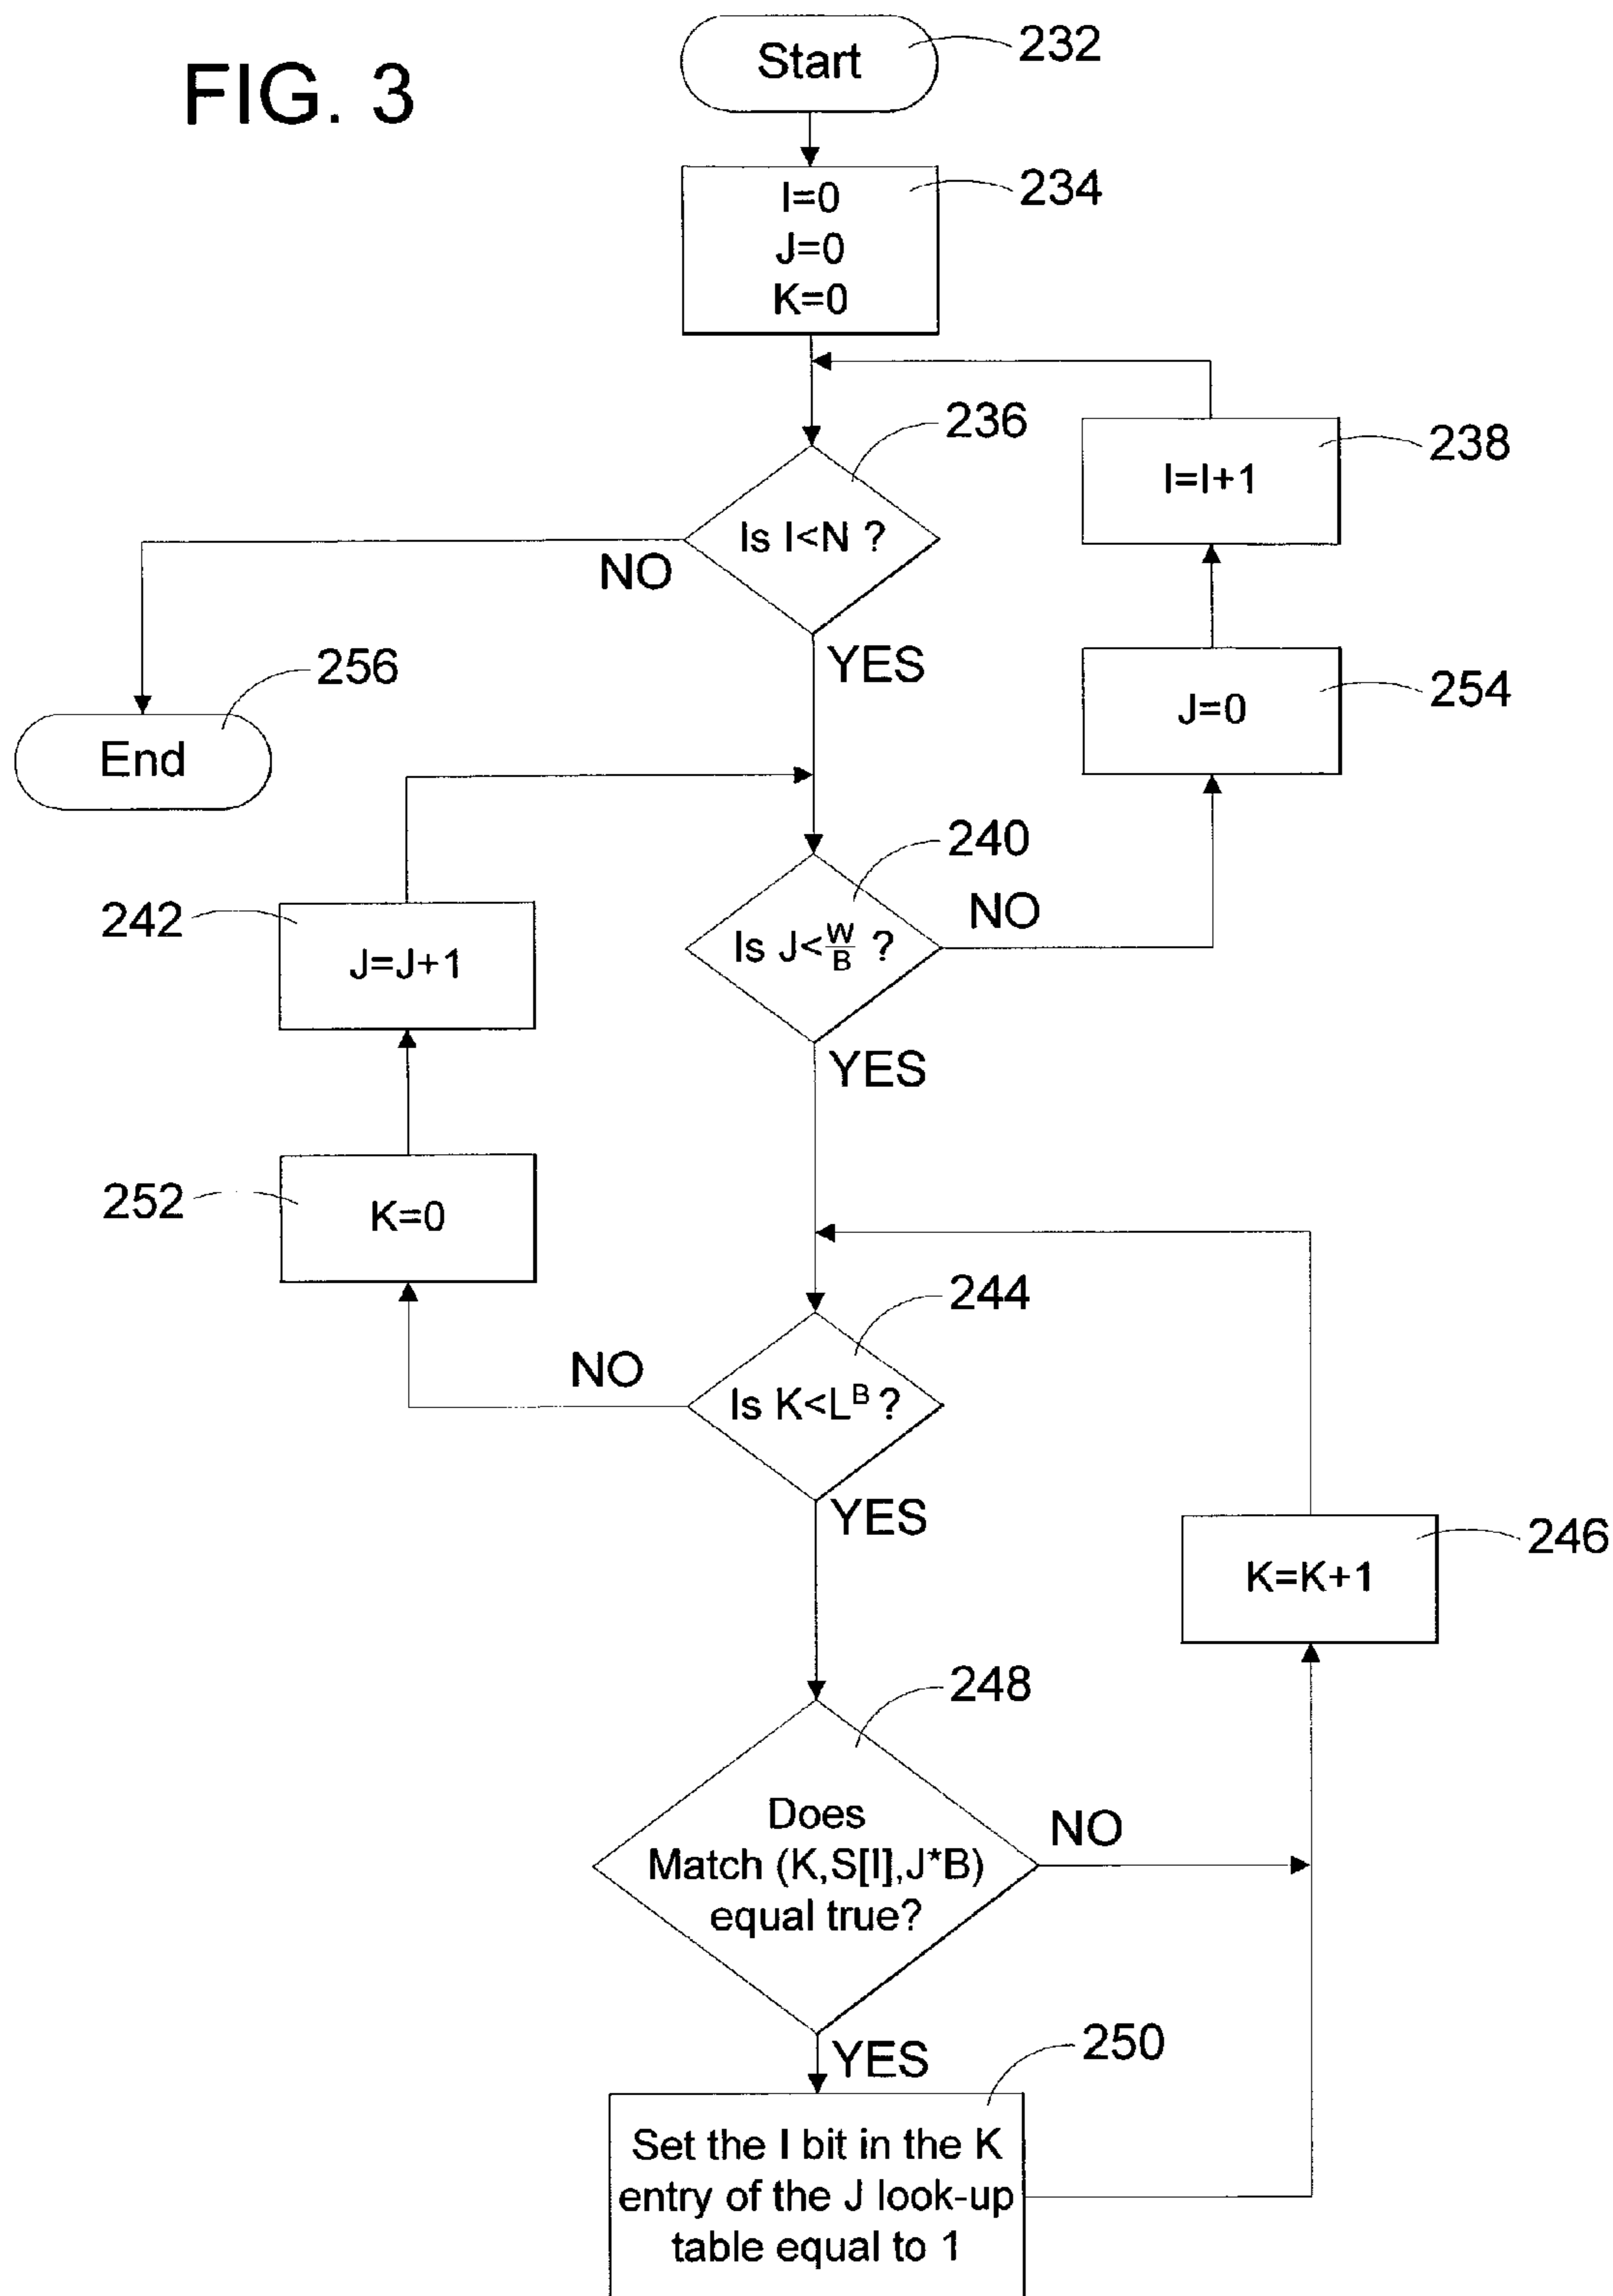 FIG. 3
Start
232
I=0
J=0
K=0
234
236
Is I<N ?
NO
YES
238
I=I+1
254
J=0
256
End
240
Is J<W/B ?
NO
YES
242
J=J+1
252
K=0
244
Is K<L^B ?
NO
YES
246
K=K+1
248
Does
Match (K,S[I],J*B)
equal true?
NO
YES
250
Set the I bit in the K
entry of the J look-up
table equal to 1